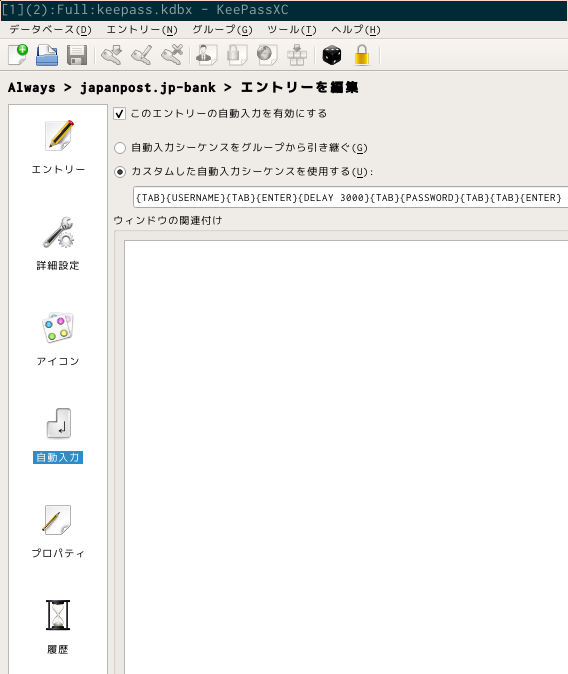 [1](2):Full:keepass.kdbx - KeePassXC
データベース(D) エントリー(N) グループ(G) ツール(T) ヘルプ(H)
Always > japanpost.jp-bank > エントリーを編集
エントリー
詳細設定
アイコン
自動入力
プロパティ
履歴
このエントリーの自動入力を有効にする
自動入力シーケンスをグループから引き継ぐ(G)
カスタムした自動入力シーケンスを使用する(U):
{TAB}{USERNAME}{TAB}{ENTER}{DELAY 3000}{TAB}{PASSWORD}{TAB}{TAB}{ENTER}
ウィンドウの関連付け